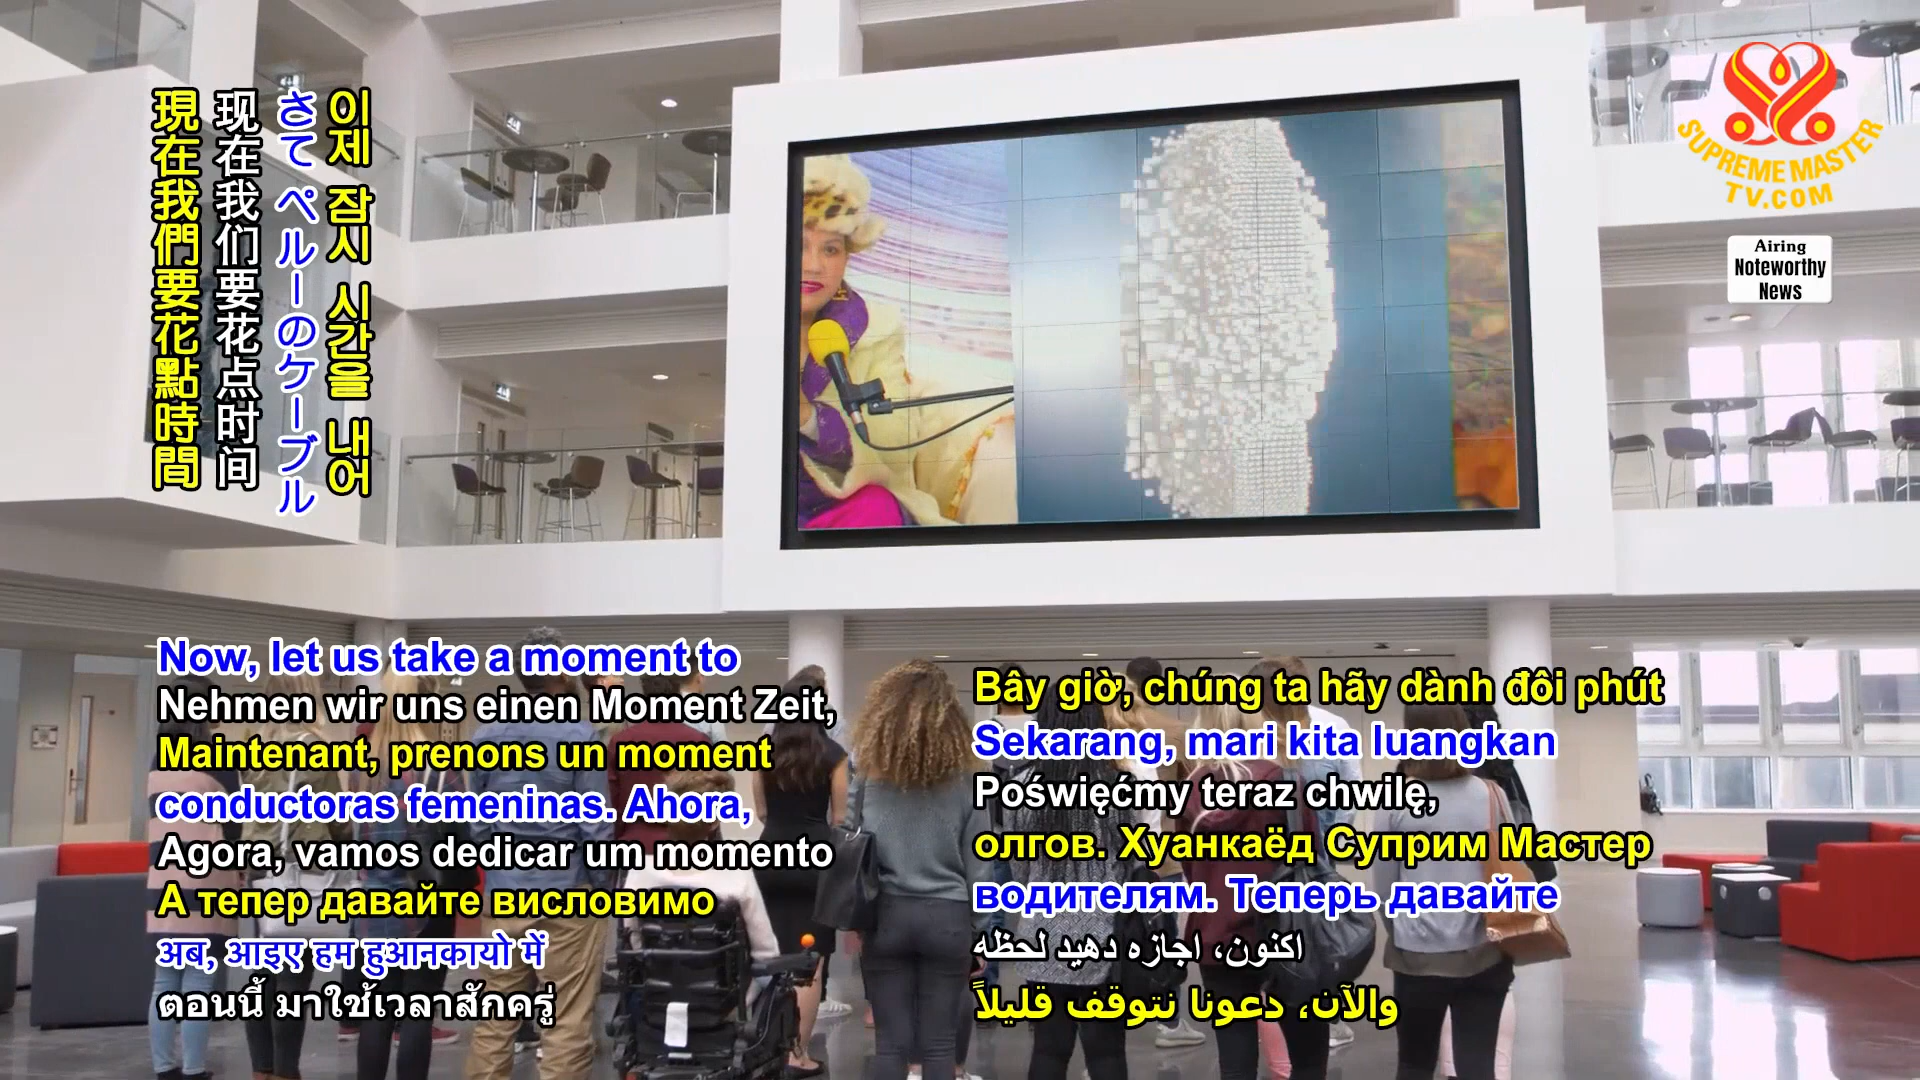 現在我們要花點時間
现在我们要花点时间
さて ペルーのケーブル
이제 잠시 시간을 내어
SUPREME MASTER
TV.COM
Airing
Noteworthy
News
Now, let us take a moment to
Nehmen wir uns einen Moment Zeit,
Maintenant, prenons un moment
conductoras femeninas. Ahora,
Agora, vamos dedicar um momento
А тепер давайте висловимо
अब, आइए हम हुआनकायो में
ตอนนี้ มาใช้เวลาสักครู่
Bây giờ, chúng ta hãy dành đôi phút
Sekarang, mari kita luangkan
Poświęćmy teraz chwilę,
олгов. Хуанкаёд Суприм Мастер
водителям. Теперь давайте
اکنون، اجازه دهید لحظه
والآن، دعونا نتوقف قليلاً